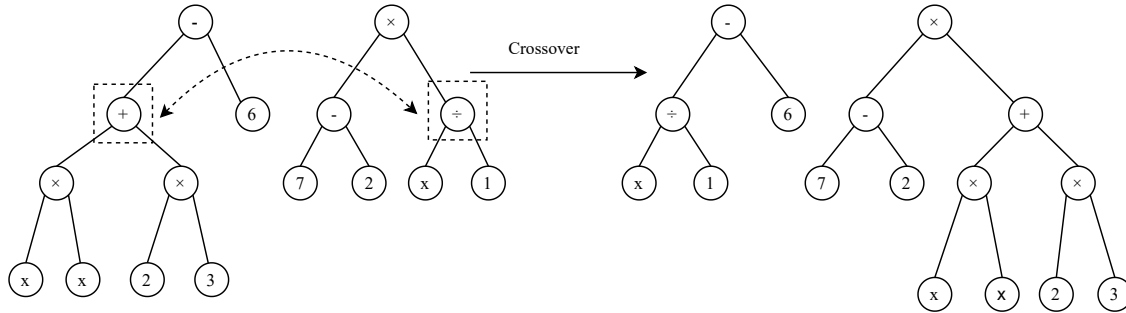 - × - ×
Crossover
+ 6 - ÷ ÷ 6 - +
× × 7 2 x 1 x 1 7 2 × ×
x x 2 3 x x 2 3